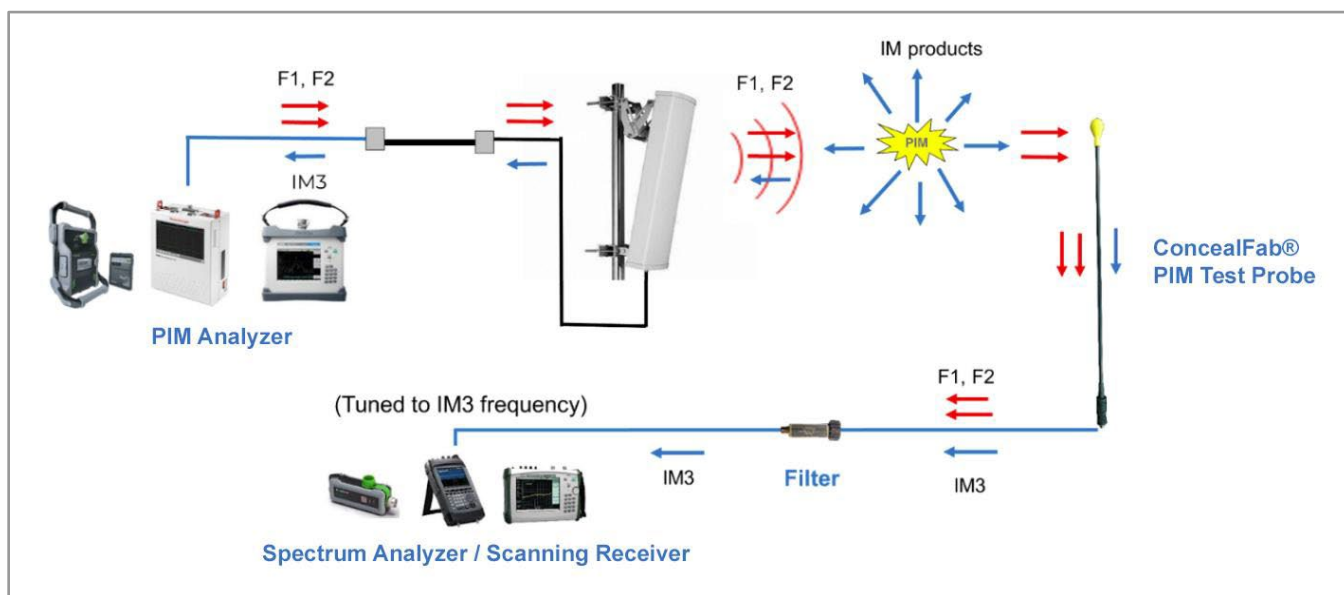 IM products
F1, F2
F1, F2
PIM
IM3
ConcealFab®
PIM Test Probe
PIM Analyzer
F1, F2
(Tuned to IM3 frequency)
IM3
Filter
IM3
Spectrum Analyzer / Scanning Receiver